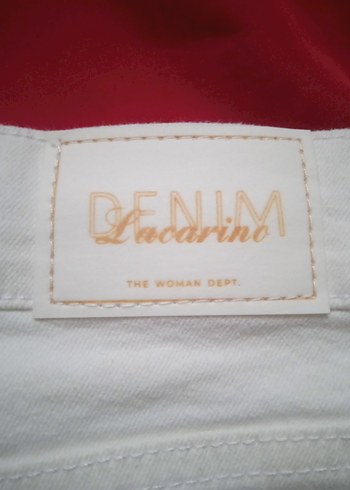 DENIM
Lacarino
THE WOMAN DEPT.